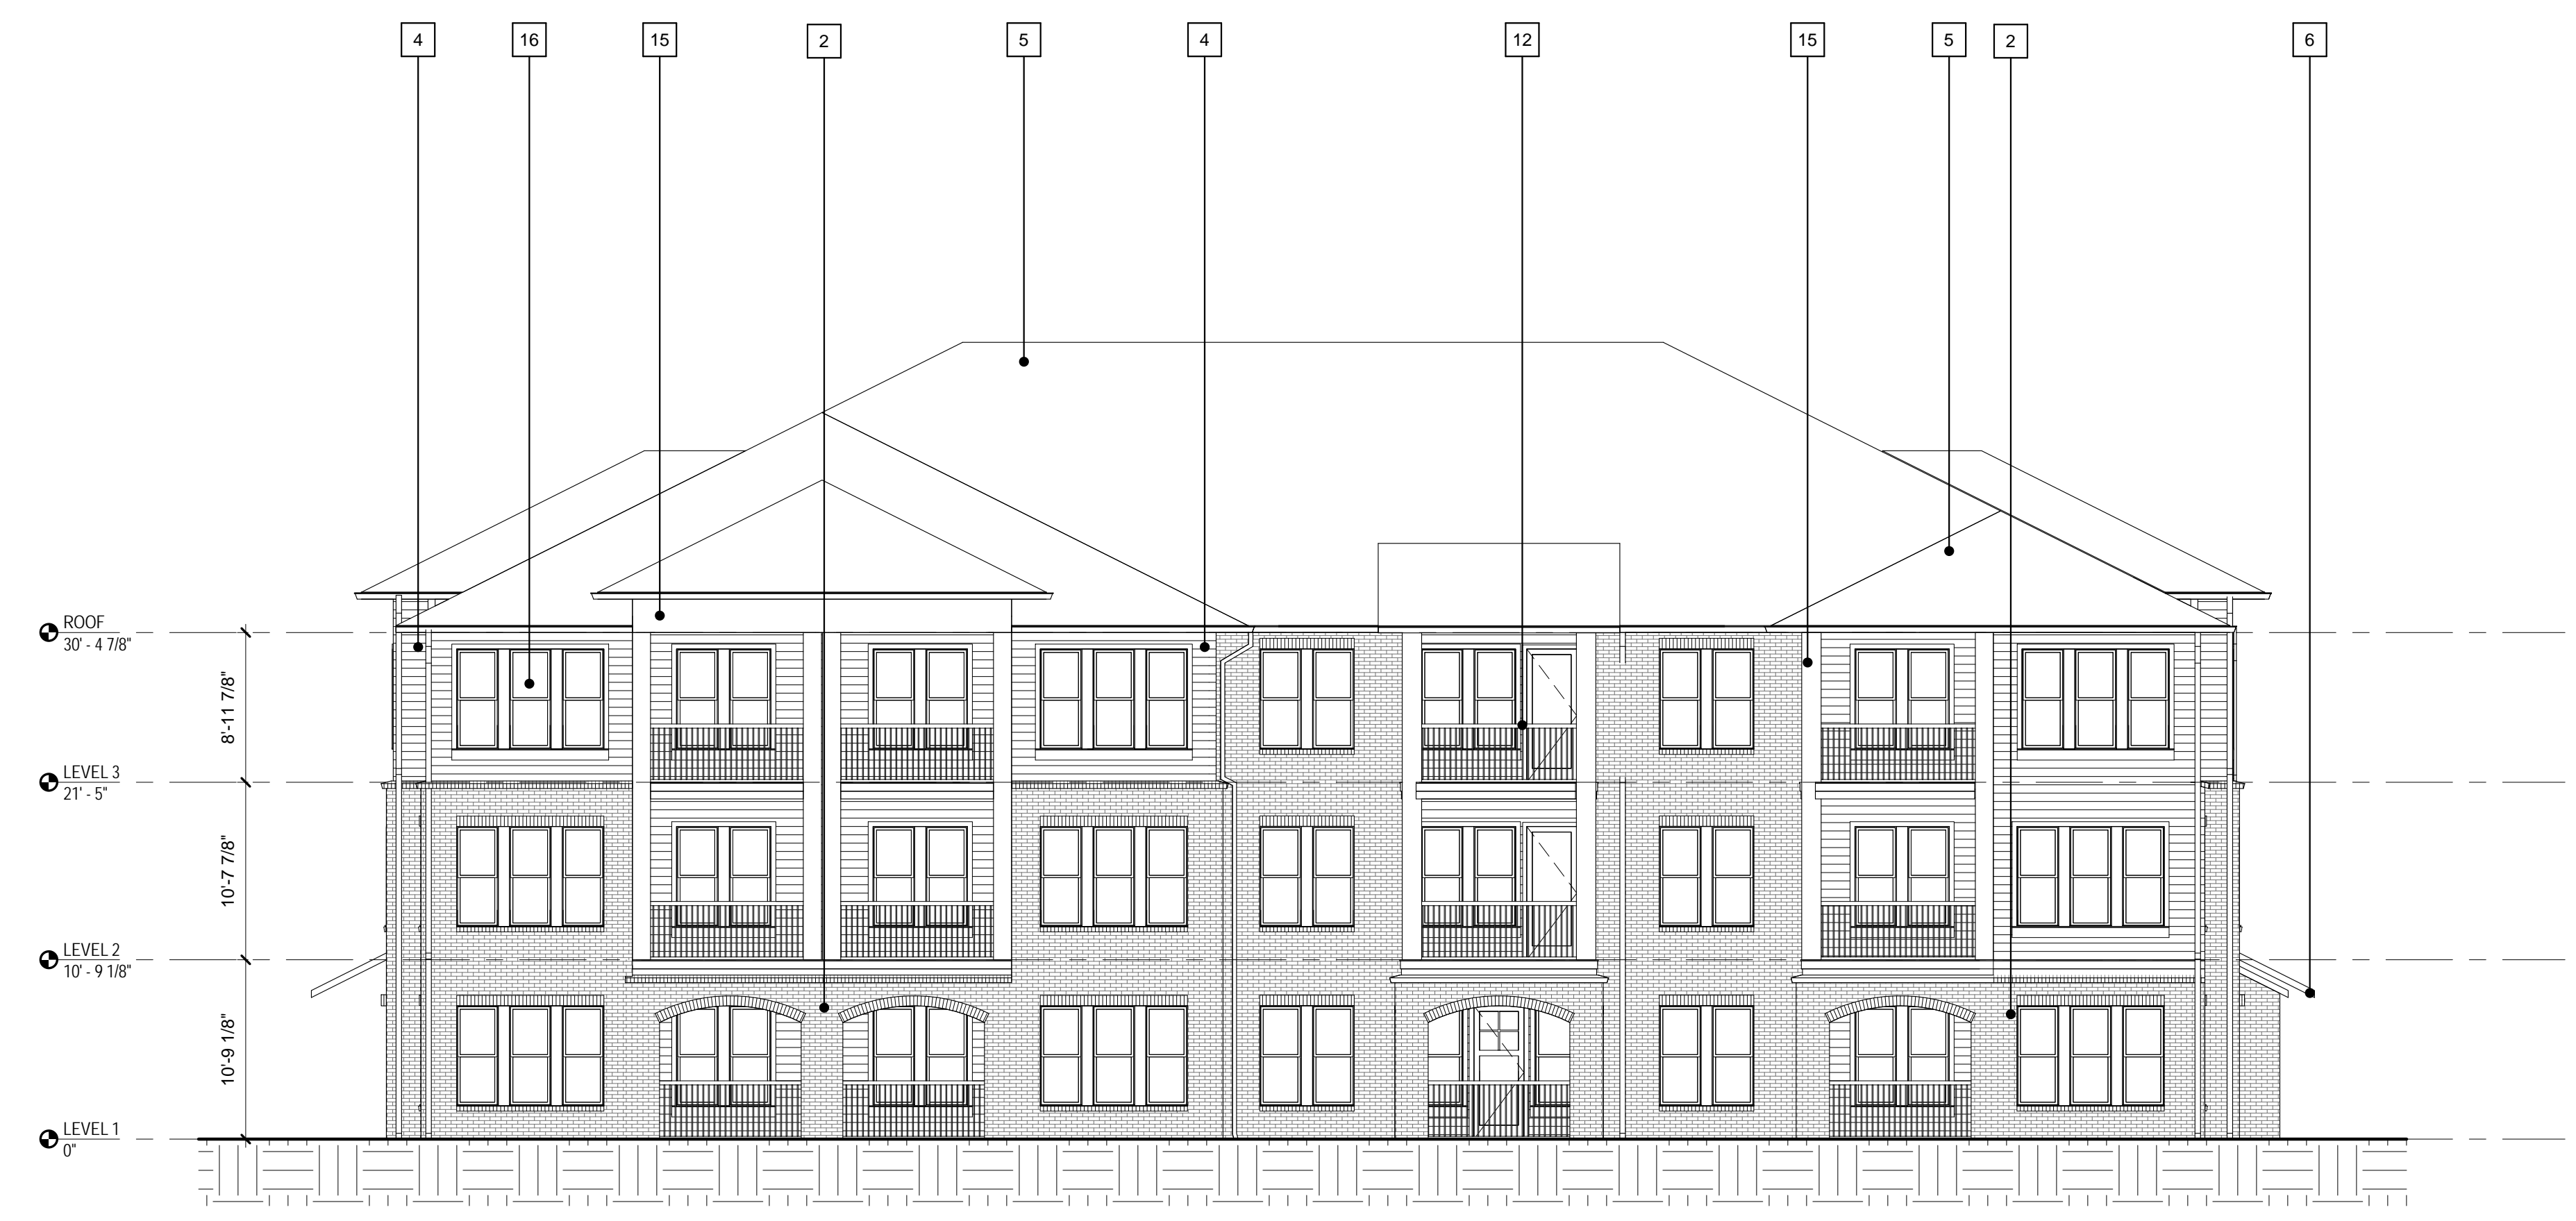 4 16 15 2 5 4 12 15 5 2 6
ROOF
30' - 4 7/8"
8'-11 7/8"
LEVEL 3
21' - 5"
10'-7 7/8"
LEVEL 2
10' - 9 1/8"
10'-9 1/8"
LEVEL 1
0"